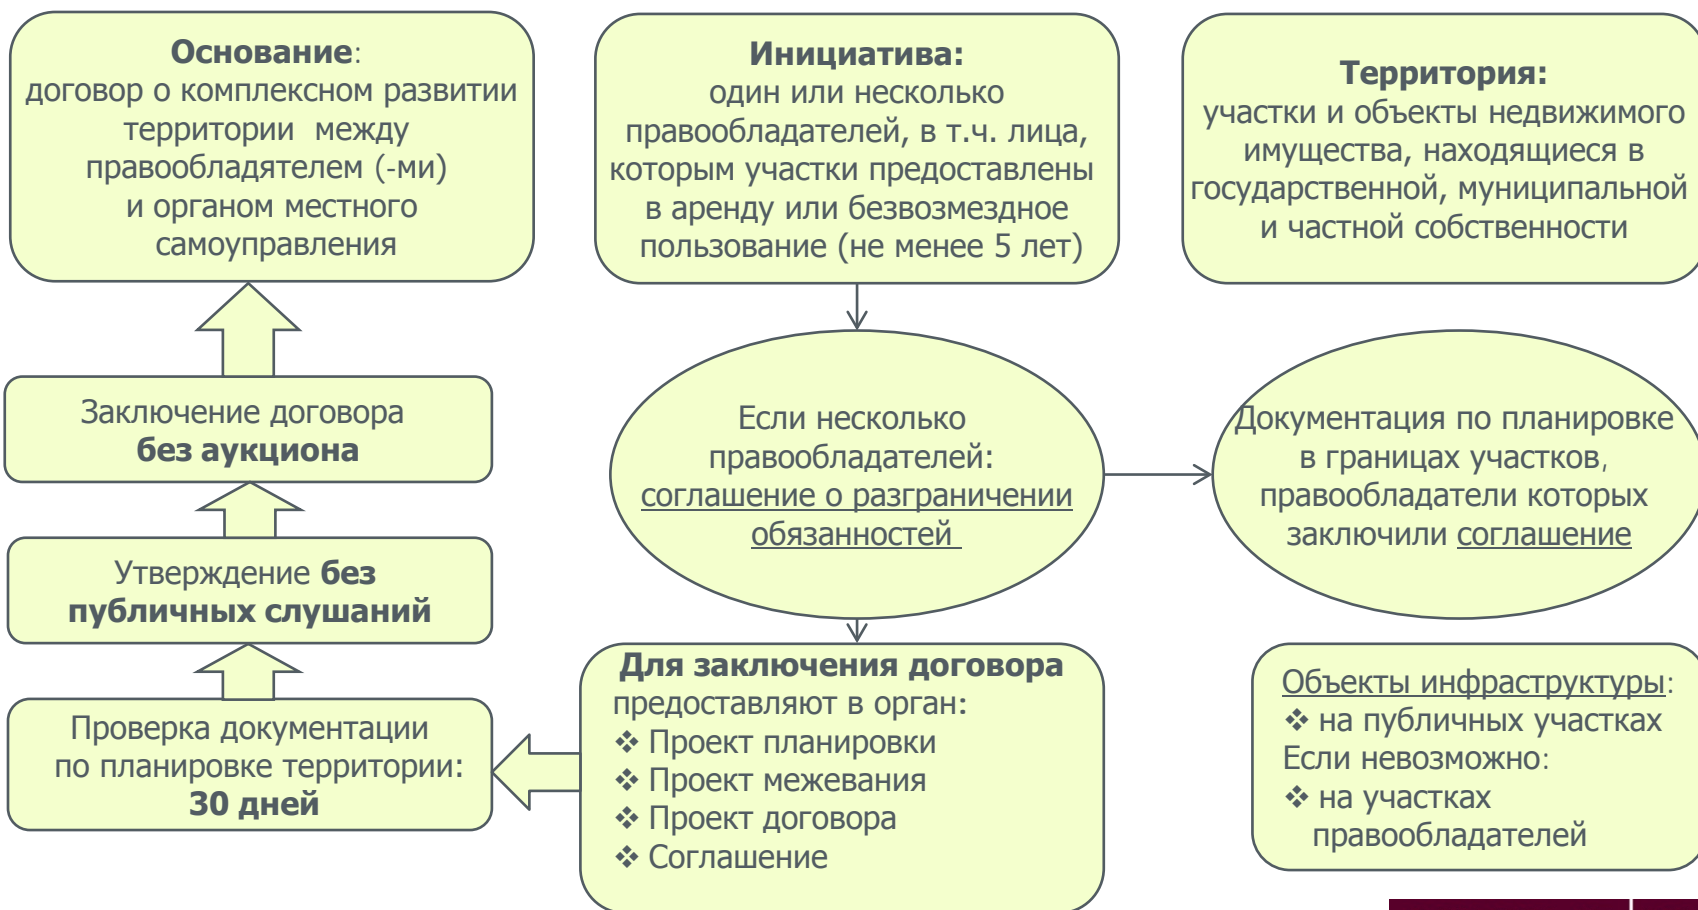 Основание:
договор о комплексном развитии
территории между
правообладятелем (-ми)
и органом местного
самоуправления
Инициатива:
один или несколько
правообладателей, в т.ч. лица,
которым участки предоставлены
в аренду или безвозмездное
пользование (не менее 5 лет)
Территория:
участки и объекты недвижимого
имущества, находящиеся в
государственной, муниципальной
и частной собственности
Заключение договора
без аукциона
Если несколько
правообладателей:
соглашение о разграничении
обязанностей
Документация по планировке
в границах участков,
правообладатели которых
заключили соглашение
Утверждение без
публичных слушаний
Проверка документации
по планировке территории:
30 дней
Для заключения договора
предоставляют в орган:
❖ Проект планировки
❖ Проект межевания
❖ Проект договора
❖ Соглашение
Объекты инфраструктуры:
❖ на публичных участках
Если невозможно:
❖ на участках
правообладателей